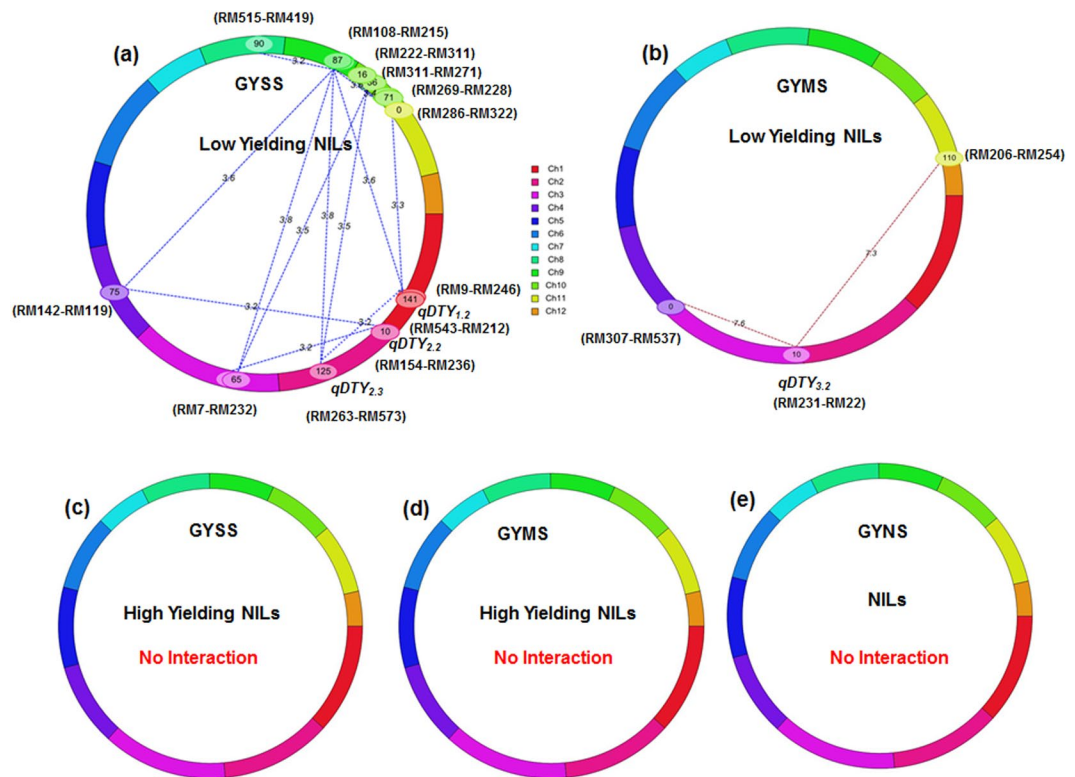 (a)
(RM515-RM419)
(RM108-RM215)
(RM222-RM311)
(RM311-RM271)
(RM269-RM228)
(RM286-RM322)
90
87
16
71
0
3.2
GYSS
Low Yielding NILs
3.6
3.8
3.5
3.8
3.5
3.6
3.3
75
(RM142-RM119)
3.2
3.2
3.2
141
(RM9-RM246)
qDTY1.2
10
(RM543-RM212)
qDTY2.2
(RM154-RM236)
65
125
qDTY2.3
(RM7-RM232)
(RM263-RM573)
Ch1
Ch2
Ch3
Ch4
Ch5
Ch6
Ch7
Ch8
Ch9
Ch10
Ch11
Ch12
(b)
GYMS
Low Yielding NILs
110
(RM206-RM254)
7.3
0
7.6
(RM307-RM537)
10
qDTY3.2
(RM231-RM22)
(c)
GYSS
High Yielding NILs
No Interaction
(d)
GYMS
High Yielding NILs
No Interaction
(e)
GYNS
NILs
No Interaction